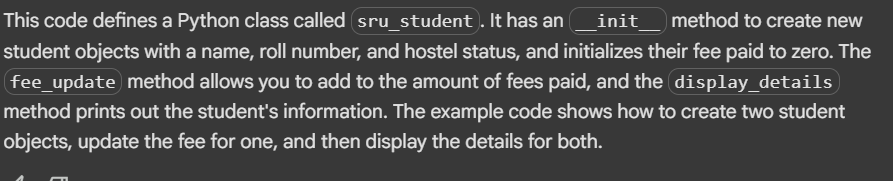 This code defines a Python class called sru_student. It has an __init__ method to create new
student objects with a name, roll number, and hostel status, and initializes their fee paid to zero. The
fee_update method allows you to add to the amount of fees paid, and the display_details
method prints out the student's information. The example code shows how to create two student
objects, update the fee for one, and then display the details for both.